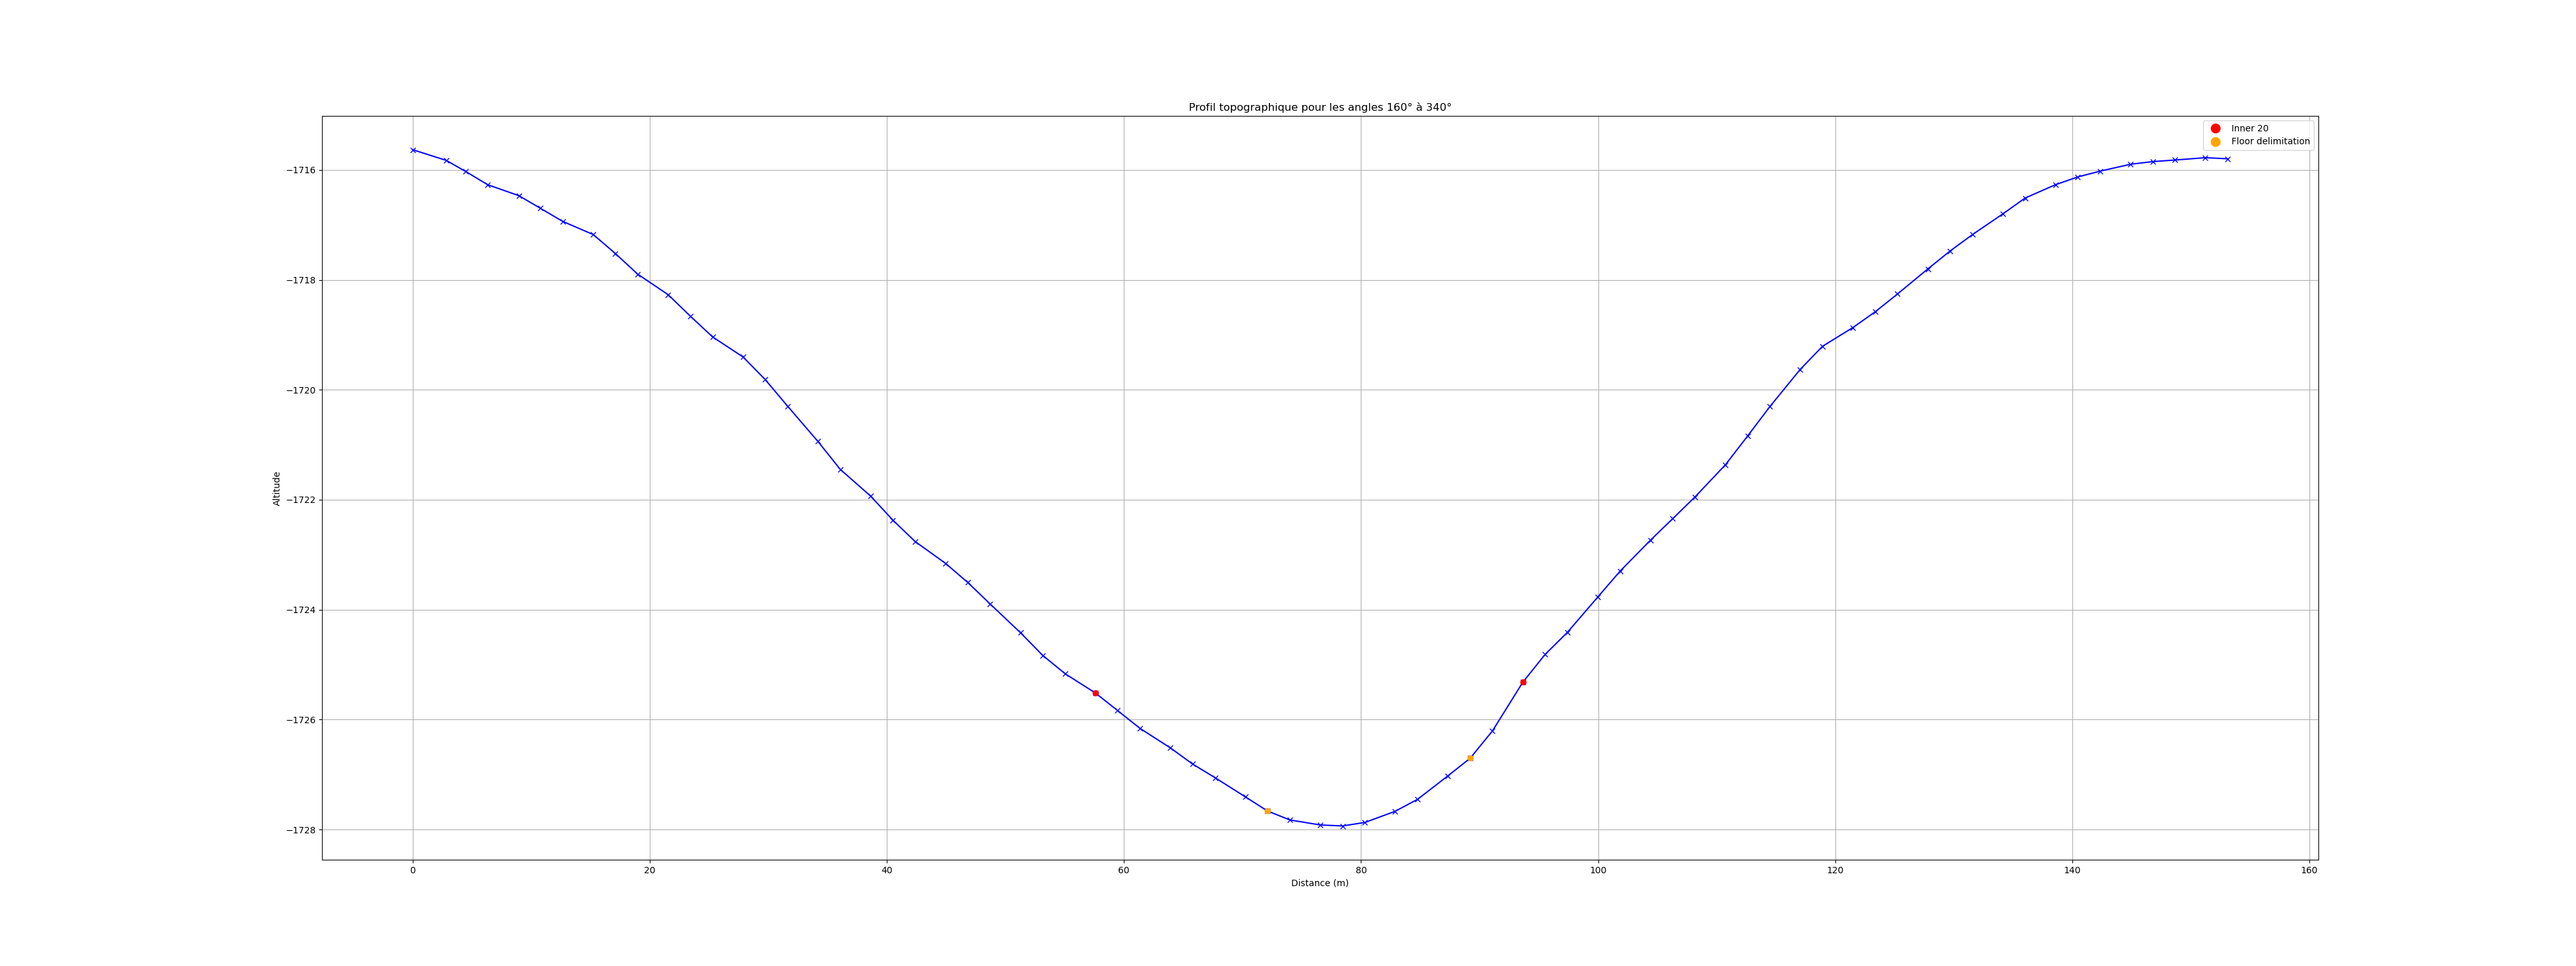 Profil topographique pour les angles 160° à 340°
Inner 20
Floor delimitation
Altitude
−1716
−1718
−1720
−1722
−1724
−1726
−1728
0 20 40 60 80 100 120 140 160
Distance (m)